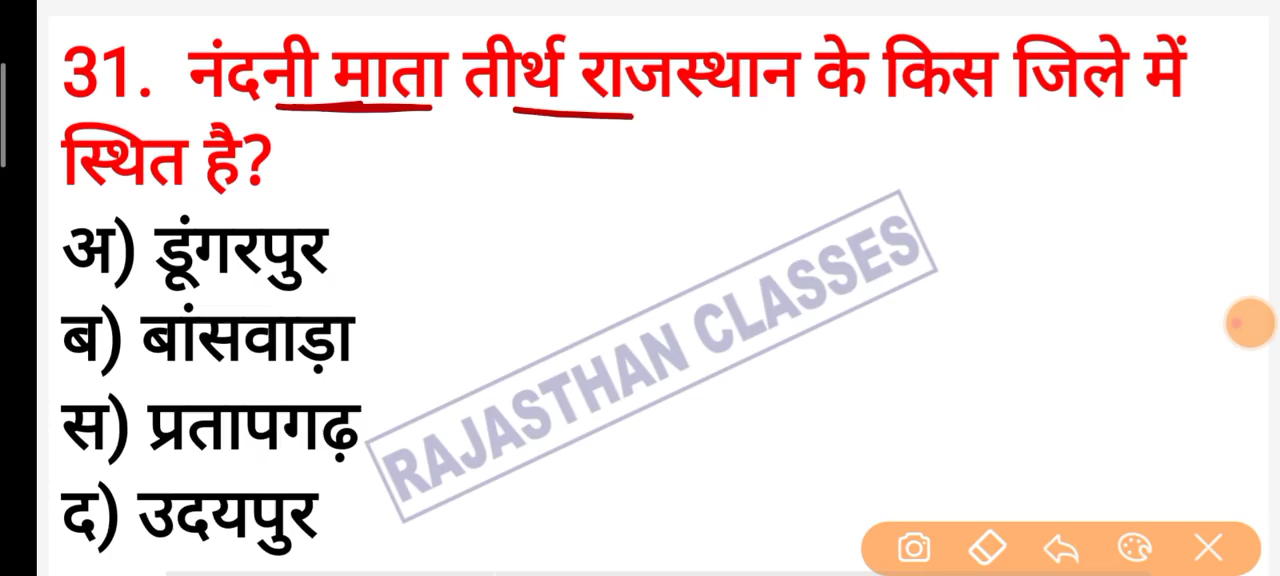 31. नंदनी माता तीर्थ राजस्थान के किस जिले में
स्थित है?
अ) डूंगरपुर
ब) बांसवाड़ा
स) प्रतापगढ़
द) उदयपुर
RAJASTHAN CLASSES